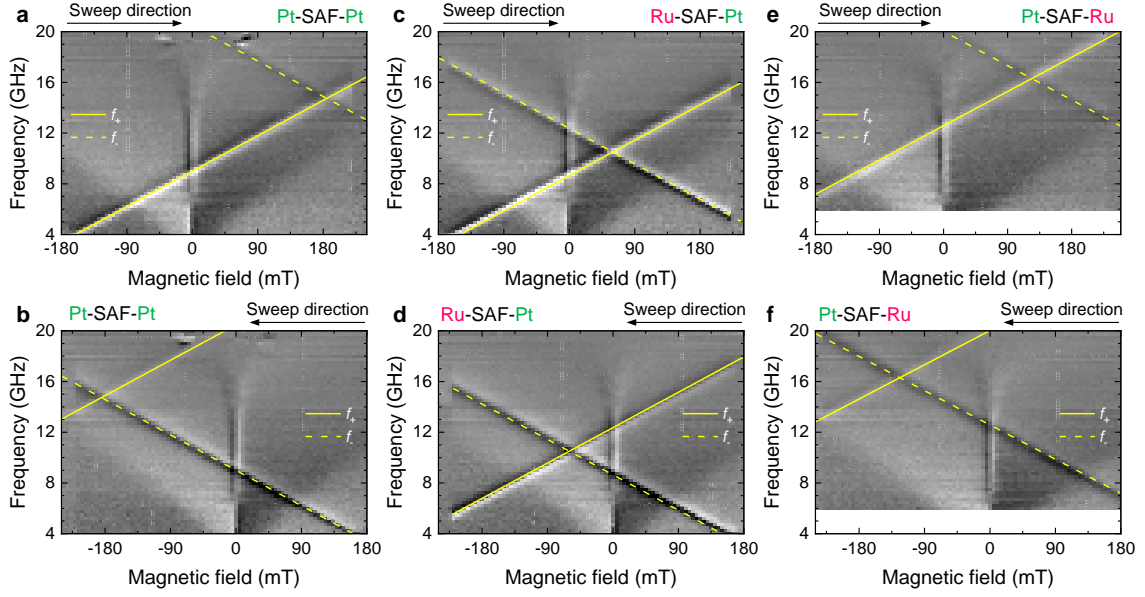 a Sweep direction Pt-SAF-Pt
20
16
12
8
4
Frequency (GHz)
f+
f-
-180 -90 0 90 180
Magnetic field (mT)
c Sweep direction Ru-SAF-Pt
20
16
12
8
4
Frequency (GHz)
f+
f-
-180 -90 0 90 180
Magnetic field (mT)
e Sweep direction Pt-SAF-Ru
20
16
12
8
4
Frequency (GHz)
f+
f-
-180 -90 0 90 180
Magnetic field (mT)
b Pt-SAF-Pt Sweep direction
20
16
12
8
4
Frequency (GHz)
f+
f-
-180 -90 0 90 180
Magnetic field (mT)
d Ru-SAF-Pt Sweep direction
20
16
12
8
4
Frequency (GHz)
f+
f-
-180 -90 0 90 180
Magnetic field (mT)
f Pt-SAF-Ru Sweep direction
20
16
12
8
4
Frequency (GHz)
f+
f-
-180 -90 0 90 180
Magnetic field (mT)